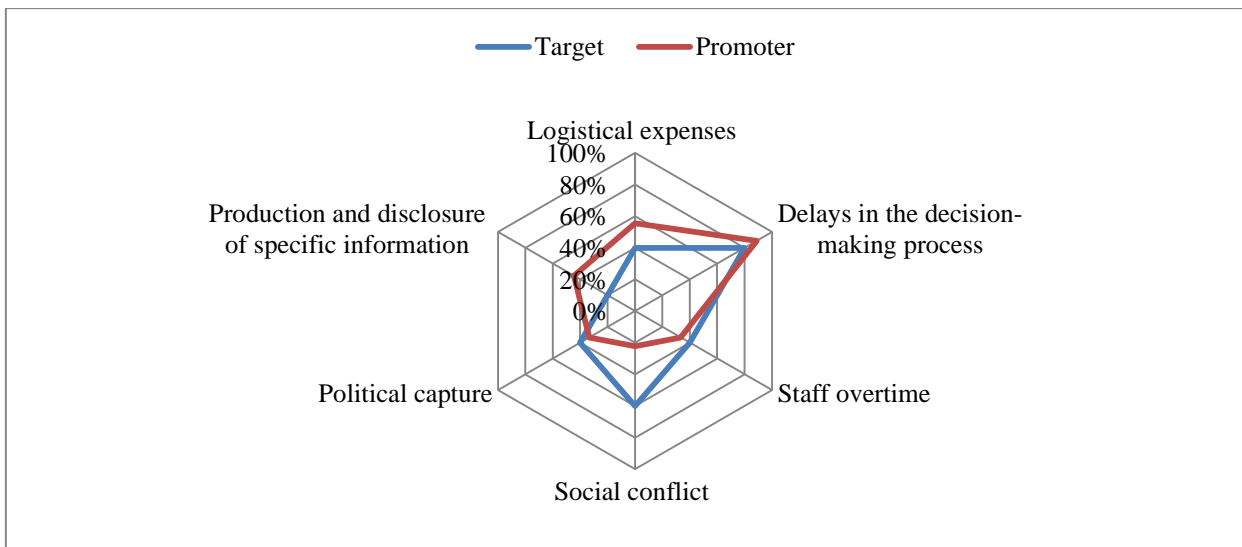 Target Promoter
Logistical expenses
100%
80%
60%
40%
20%
0%
Production and disclosure
of specific information
Delays in the decision-
making process
Political capture
Staff overtime
Social conflict